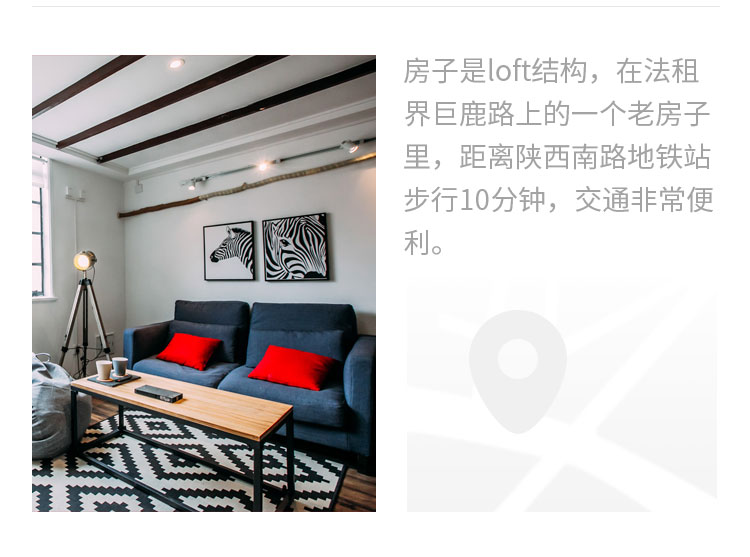 房子是loft结构，在法租
界巨鹿路上的一个老房子
里，距离陕西南路地铁站
步行10分钟，交通非常便
利。